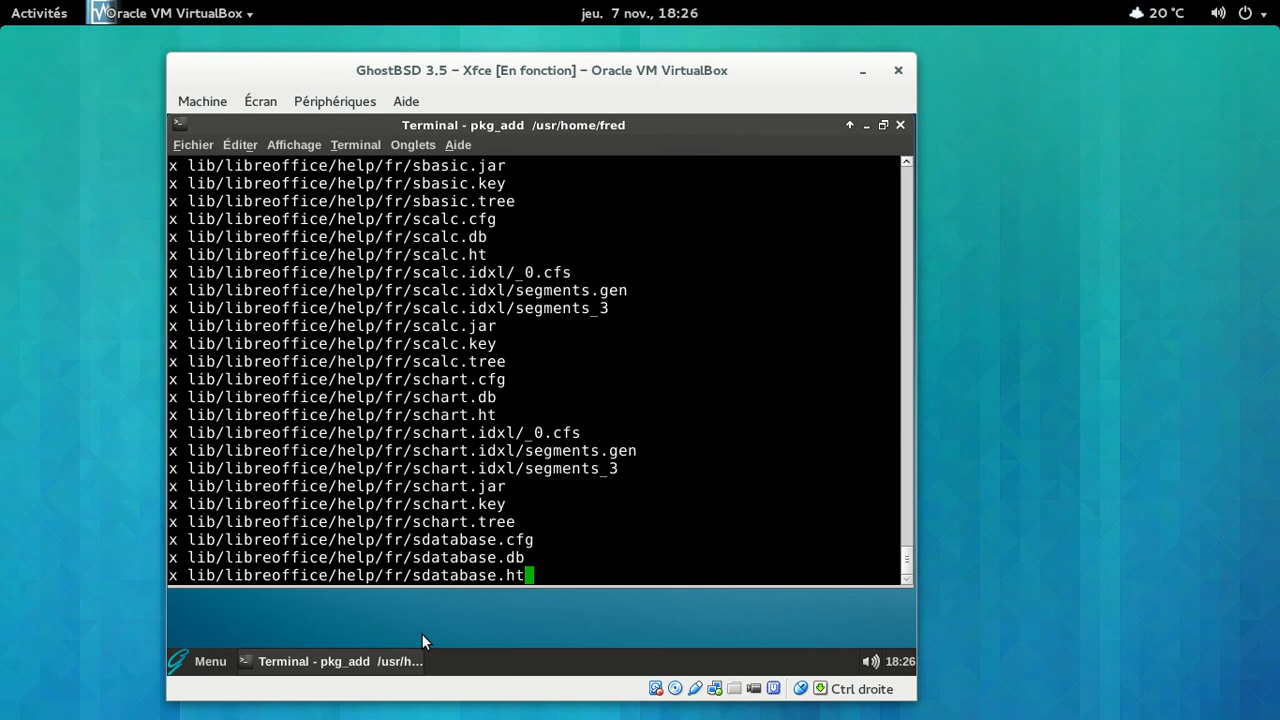 Activités Oracle VM VirtualBox jeu. 7 nov., 18:26 20 °C
GhostBSD 3.5 – Xfce [En fonction] – Oracle VM VirtualBox
Machine Écran Périphériques Aide
Terminal - pkg_add /usr/home/fred
Fichier Éditer Affichage Terminal Onglets Aide
x lib/libreoffice/help/fr/sbasic.jar
x lib/libreoffice/help/fr/sbasic.key
x lib/libreoffice/help/fr/sbasic.tree
x lib/libreoffice/help/fr/scalc.cfg
x lib/libreoffice/help/fr/scalc.db
x lib/libreoffice/help/fr/scalc.ht
x lib/libreoffice/help/fr/scalc.idxl/_0.cfs
x lib/libreoffice/help/fr/scalc.idxl/segments.gen
x lib/libreoffice/help/fr/scalc.idxl/segments_3
x lib/libreoffice/help/fr/scalc.jar
x lib/libreoffice/help/fr/scalc.key
x lib/libreoffice/help/fr/scalc.tree
x lib/libreoffice/help/fr/schart.cfg
x lib/libreoffice/help/fr/schart.db
x lib/libreoffice/help/fr/schart.ht
x lib/libreoffice/help/fr/schart.idxl/_0.cfs
x lib/libreoffice/help/fr/schart.idxl/segments.gen
x lib/libreoffice/help/fr/schart.idxl/segments_3
x lib/libreoffice/help/fr/schart.jar
x lib/libreoffice/help/fr/schart.key
x lib/libreoffice/help/fr/schart.tree
x lib/libreoffice/help/fr/sdatabase.cfg
x lib/libreoffice/help/fr/sdatabase.db
x lib/libreoffice/help/fr/sdatabase.ht
Menu Terminal - pkg_add /usr/h... 18:26
Ctrl droite